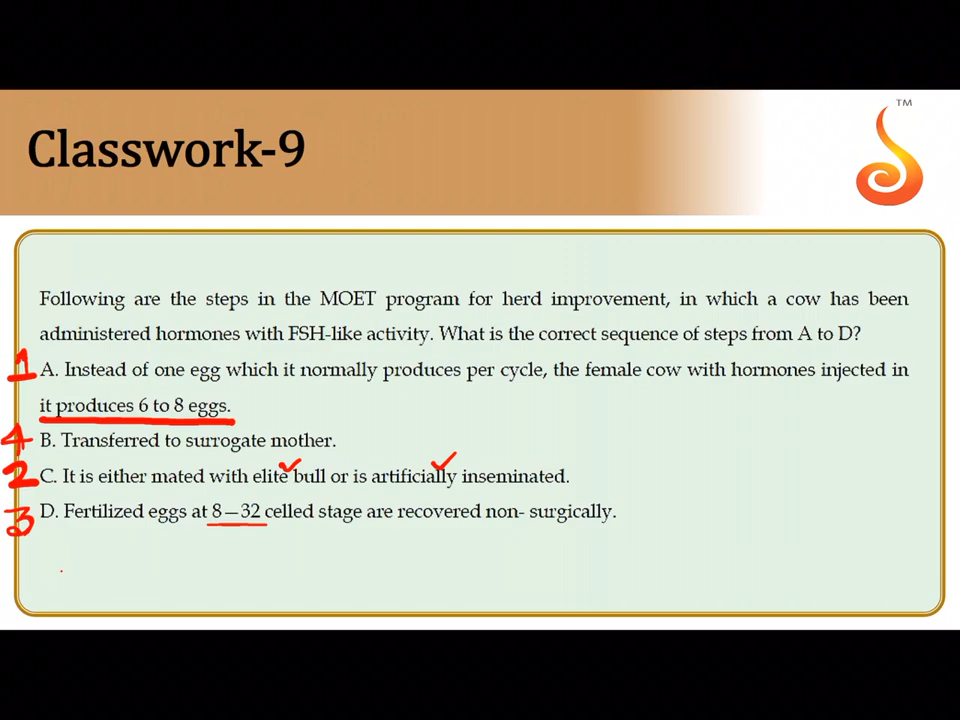 TM
Classwork-9
Following are the steps in the MOET program for herd improvement, in which a cow has been
administered hormones with FSH-like activity. What is the correct sequence of steps from A to D?
1 A. Instead of one egg which it normally produces per cycle, the female cow with hormones injected in
it produces 6 to 8 eggs.
4 B. Transferred to surrogate mother.
2 C. It is either mated with elite bull or is artificially inseminated.
3 D. Fertilized eggs at 8–32 celled stage are recovered non- surgically.